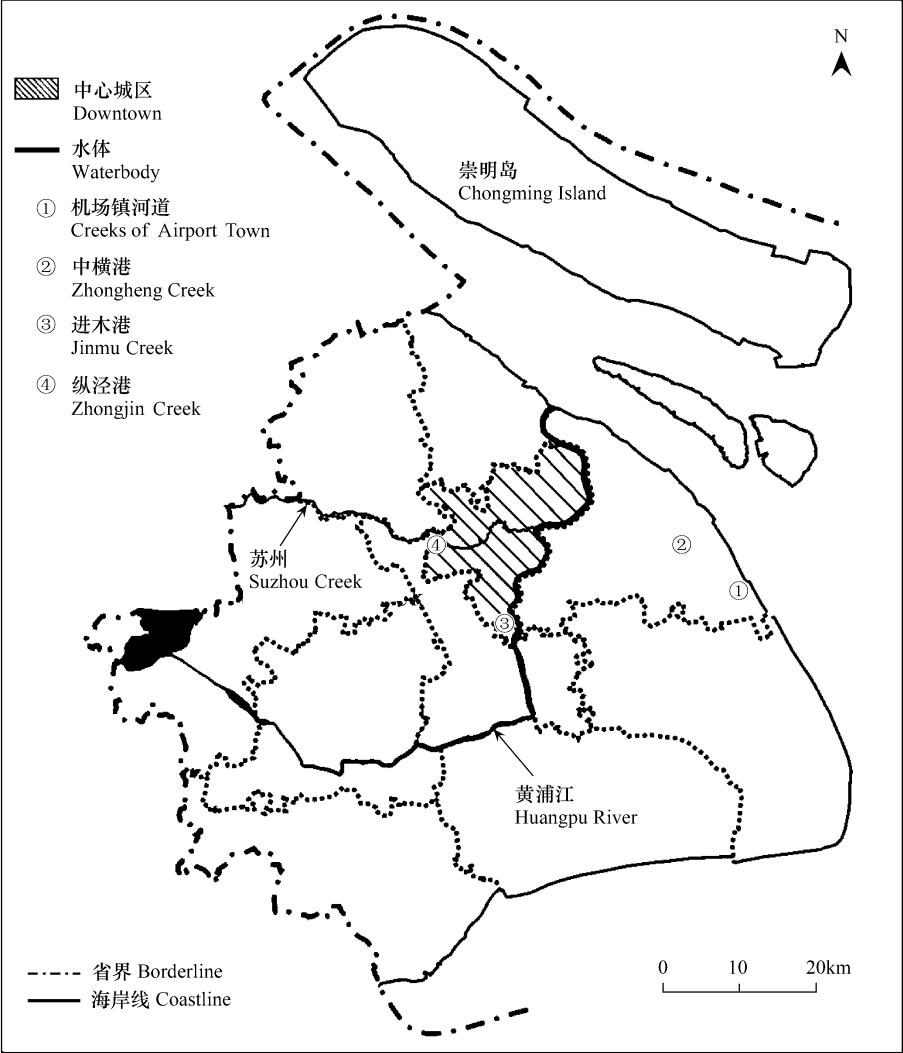 N
中心城区
Downtown
水体
Waterbody
① 机场镇河道
Creeks of Airport Town
② 中横港
Zhongheng Creek
③ 进木港
Jinmu Creek
④ 纵泾港
Zhongjin Creek
崇明岛
Chongming Island
苏州
Suzhou Creek
④
②
①
③
黄浦江
Huangpu River
省界 Borderline
海岸线 Coastline
0 10 20km